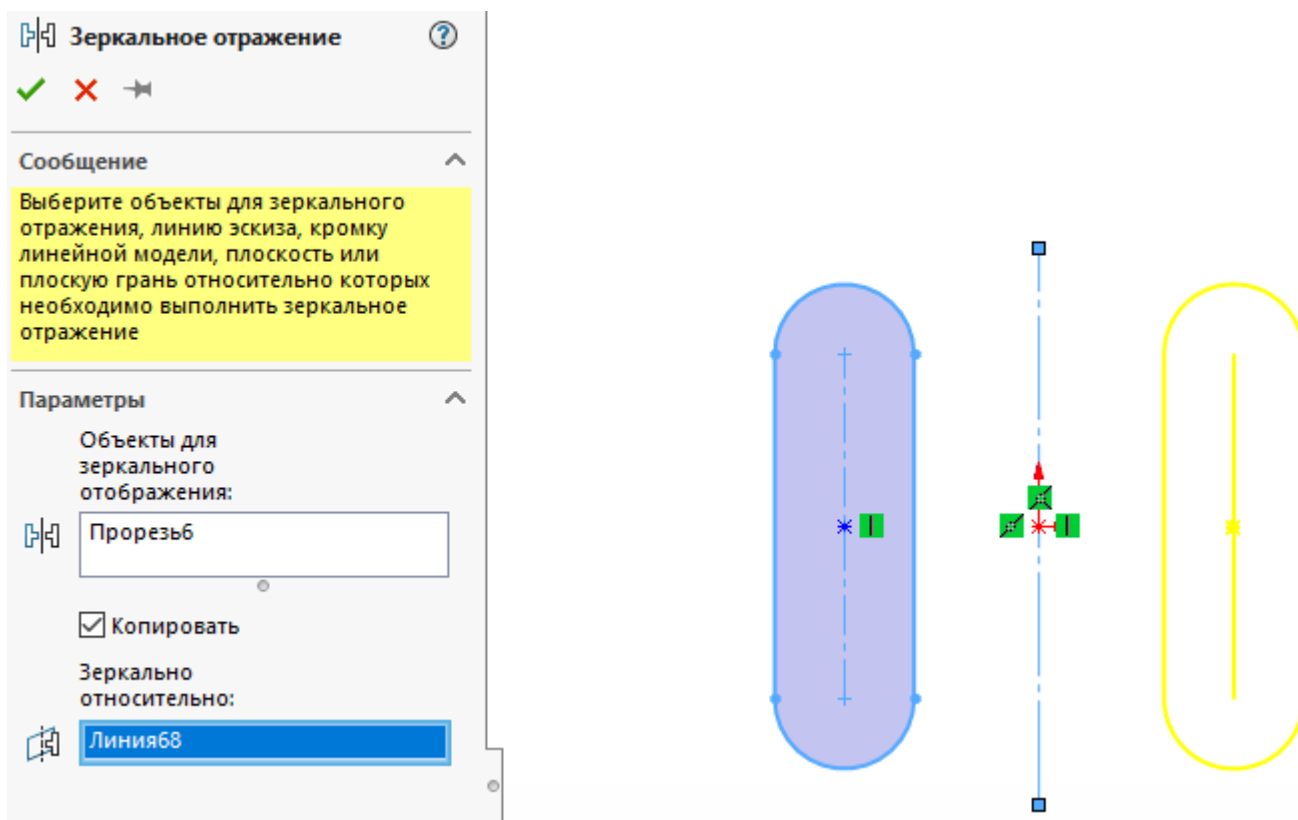 Зеркальное отражение
Сообщение
Выберите объекты для зеркального
отражения, линию эскиза, кромку
линейной модели, плоскость или
плоскую грань относительно которых
необходимо выполнить зеркальное
отражение
Параметры
Объекты для
зеркального
отображения:
Прорезь6
Копировать
Зеркально
относительно:
Линия68